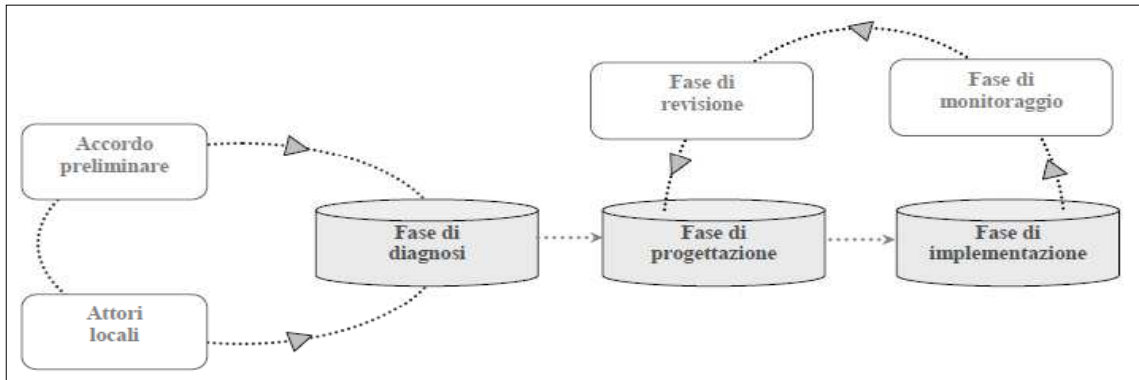 Fase di
revisione
Fase di
monitoraggio
Accordo
preliminare
Fase di
diagnosi
Fase di
progettazione
Fase di
implementazione
Attori
locali